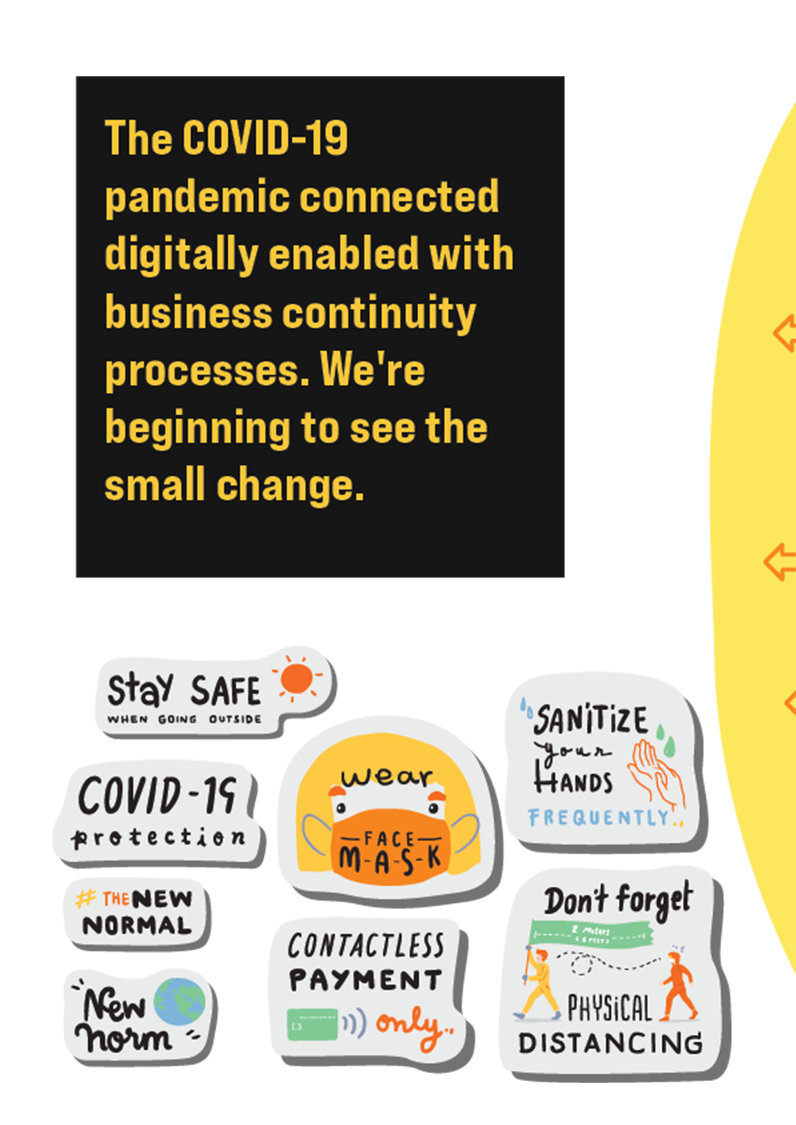 The COVID-19
pandemic connected
digitally enabled with
business continuity
processes. We're
beginning to see the
small change.
Stay SAFE
WHEN GOING OUTSIDE
COVID-19
protection
# THE NEW
NORMAL
New
norm
wear
FACE
M-A-S-K
CONTACTLESS
PAYMENT
only..
SANiTiZE
your
HANDS
FREQUENTLY..
Don't forget
2 Meters
( 6 FEET )
PHYSiCAL
DISTANCING